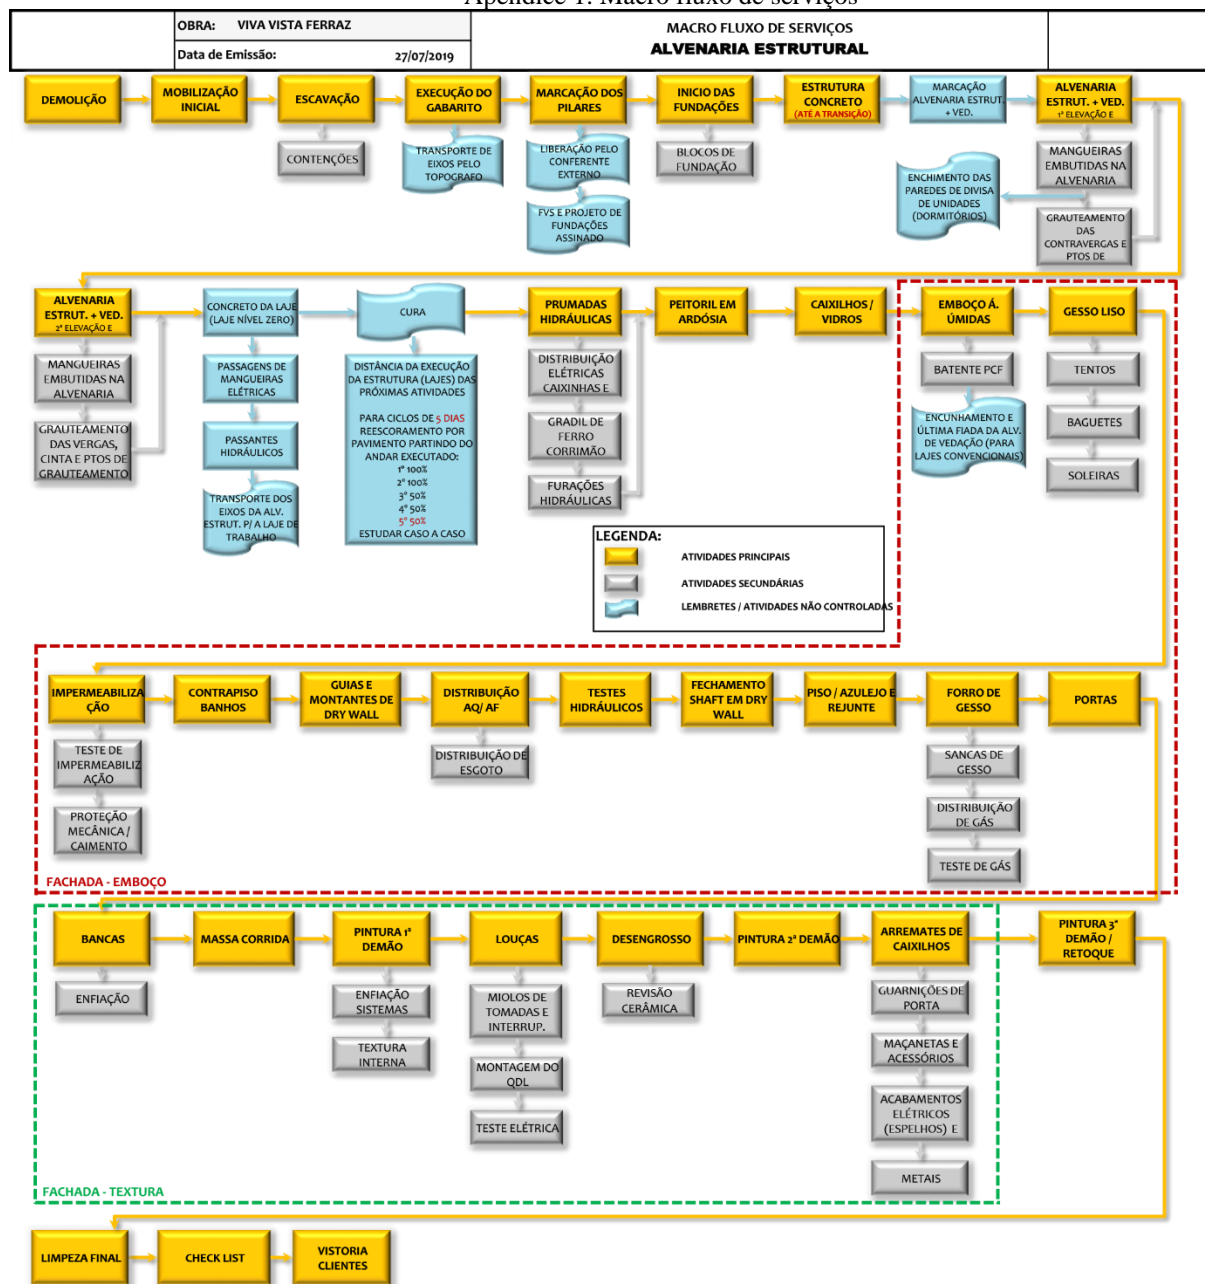 Apêndice 1: Macro fluxo de serviços
OBRA: VIVA VISTA FERRAZ
Data de Emissão: 27/07/2019
MACRO FLUXO DE SERVIÇOS
ALVENARIA ESTRUTURAL
DEMOLIÇÃO
MOBILIZAÇÃO
INICIAL
ESCAVAÇÃO
CONTENÇÕES
EXECUÇÃO DO
GABARITO
TRANSPORTE DE
EIXOS PELO
TOPOGRAFO
MARCAÇÃO DOS
PILARES
LIBERAÇÃO PELO
CONFERENTE
EXTERNO
FVS E PROJETO DE
FUNDAÇÕES
ASSINADO
INICIO DAS
FUNDAÇÕES
BLOCOS DE
FUNDAÇÃO
ESTRUTURA
CONCRETO
(ATÉ A TRANSIÇÃO)
MARCAÇÃO
ALVENARIA ESTRUT.
+ VED.
ALVENARIA
ESTRUT. + VED.
1ª ELEVAÇÃO E
MANGUEIRAS
EMBUTIDAS NA
ALVENARIA
ENCHIMENTO DAS
PAREDES DE DIVISA
DE UNIDADES
(DORMITÓRIOS)
GRAUTEAMENTO
DAS
CONTRAVERGAS E
PTOS DE
ALVENARIA
ESTRUT. + VED.
2ª ELEVAÇÃO E
MANGUEIRAS
EMBUTIDAS NA
ALVENARIA
GRAUTEAMENTO
DAS VERGAS,
CINTA E PTOS DE
GRAUTEAMENTO
CONCRETO DA LAJE
(LAJE NÍVEL ZERO)
PASSAGENS DE
MANGUEIRAS
ELÉTRICAS
PASSANTES
HIDRÁULICOS
TRANSPORTE DOS
EIXOS DA ALV.
ESTRUT. P/ A LAJE DE
TRABALHO
CURA
DISTÂNCIA DA EXECUÇÃO
DA ESTRUTURA (LAJES) DAS
PRÓXIMAS ATIVIDADES
PARA CICLOS DE 5 DIAS
REESCORAMENTO POR
PAVIMENTO PARTINDO DO
ANDAR EXECUTADO:
1° 100%
2° 100%
3° 50%
4° 50%
5° 50%
ESTUDAR CASO A CASO
PRUMADAS
HIDRÁULICAS
DISTRIBUIÇÃO
ELÉTRICAS
CAIXINHAS E
GRADIL DE
FERRO
CORRIMÃO
FURAÇÕES
HIDRÁULICAS
PEITORIL EM
ARDÓSIA
CAIXILHOS /
VIDROS
EMBOÇO Á.
ÚMIDAS
BATENTE PCF
ENCUNHAMENTO E
ÚLTIMA FIADA DA ALV.
DE VEDAÇÃO (PARA
LAJES CONVENCIONAIS)
GESSO LISO
TENTOS
BAGUETES
SOLEIRAS
LEGENDA:
ATIVIDADES PRINCIPAIS
ATIVIDADES SECUNDÁRIAS
LEMBRETES / ATIVIDADES NÃO CONTROLADAS
IMPERMEABILIZA
ÇÃO
TESTE DE
IMPERMEABILIZ
AÇÃO
PROTEÇÃO
MECÂNICA /
CAIMENTO
CONTRAPISO
BANHOS
GUIAS E
MONTANTES DE
DRY WALL
DISTRIBUIÇÃO
AQ/ AF
DISTRIBUIÇÃO DE
ESGOTO
TESTES
HIDRÁULICOS
FECHAMENTO
SHAFT EM DRY
WALL
PISO / AZULEJO E
REJUNTE
FORRO DE
GESSO
SANCAS DE
GESSO
DISTRIBUIÇÃO
DE GÁS
TESTE DE GÁS
PORTAS
FACHADA - EMBOÇO
BANCAS
ENFIAÇÃO
MASSA CORRIDA
PINTURA 1ª
DEMÃO
ENFIAÇÃO
SISTEMAS
TEXTURA
INTERNA
LOUÇAS
MIOLOS DE
TOMADAS E
INTERRUP.
MONTAGEM DO
QDL
TESTE ELÉTRICA
DESENGROSSO
REVISÃO
CERÂMICA
PINTURA 2ª DEMÃO
ARREMATES DE
CAIXILHOS
GUARNIÇÕES DE
PORTA
MAÇANETAS E
ACESSÓRIOS
ACABAMENTOS
ELÉTRICOS
(ESPELHOS) E
METAIS
PINTURA 3ª
DEMÃO /
RETOQUE
FACHADA - TEXTURA
LIMPEZA FINAL
CHECK LIST
VISTORIA
CLIENTES